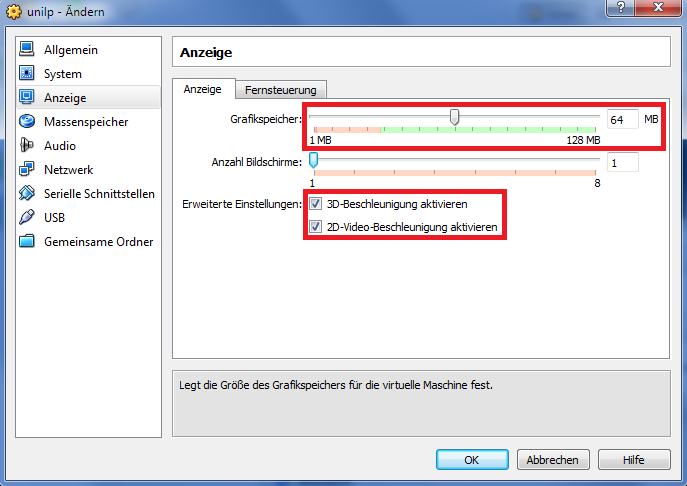 unilp - Ändern
?
Allgemein
System
Anzeige
Massenspeicher
Audio
Netzwerk
Serielle Schnittstellen
USB
Gemeinsame Ordner
Anzeige
Anzeige Fernsteuerung
Grafikspeicher: 64 MB
1 MB 128 MB
Anzahl Bildschirme: 1
1 8
Erweiterte Einstellungen: 3D-Beschleunigung aktivieren
2D-Video-Beschleunigung aktivieren
Legt die Größe des Grafikspeichers für die virtuelle Maschine fest.
OK Abbrechen Hilfe